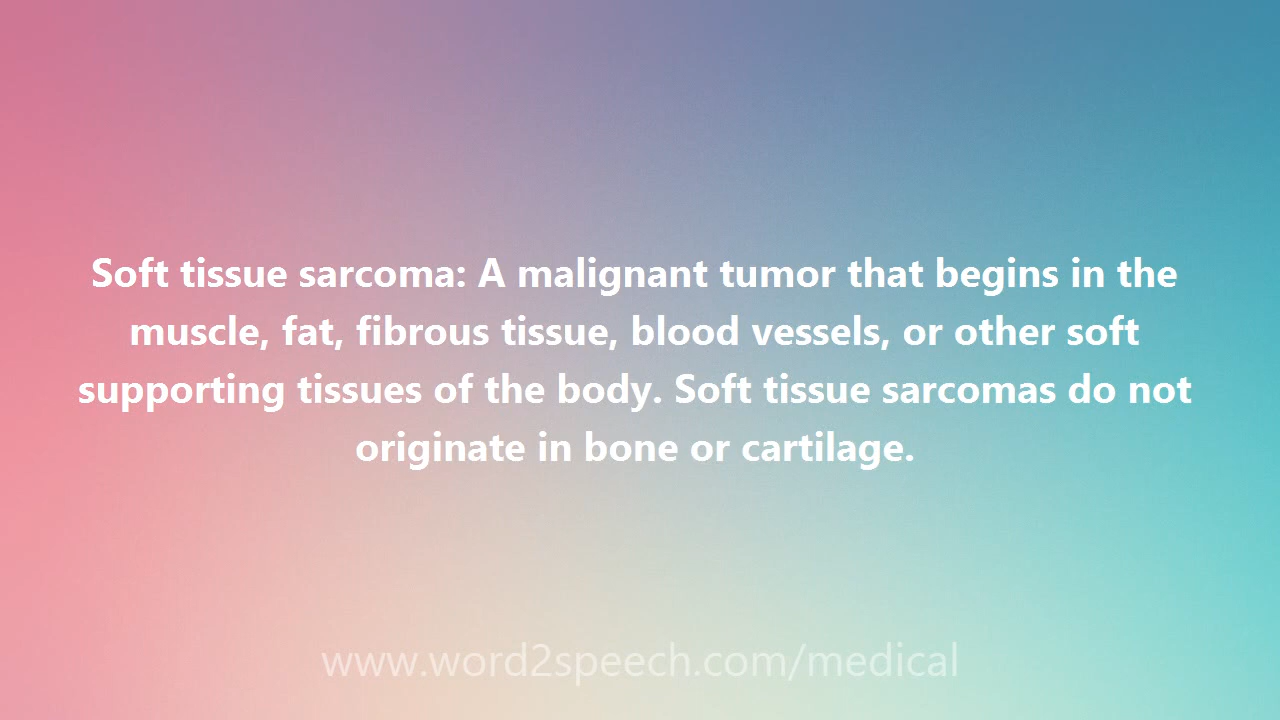 Soft tissue sarcoma: A malignant tumor that begins in the
muscle, fat, fibrous tissue, blood vessels, or other soft
supporting tissues of the body. Soft tissue sarcomas do not
originate in bone or cartilage.
www.word2speech.com/medical